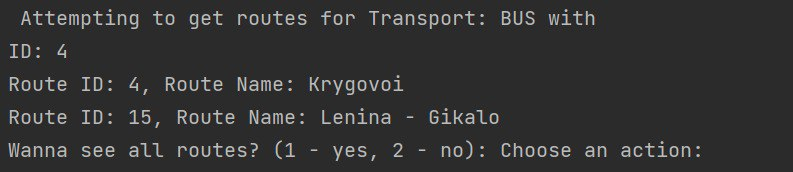 Attempting to get routes for Transport: BUS with
ID: 4
Route ID: 4, Route Name: Krygovoi
Route ID: 15, Route Name: Lenina - Gikalo
Wanna see all routes? (1 - yes, 2 - no): Choose an action: